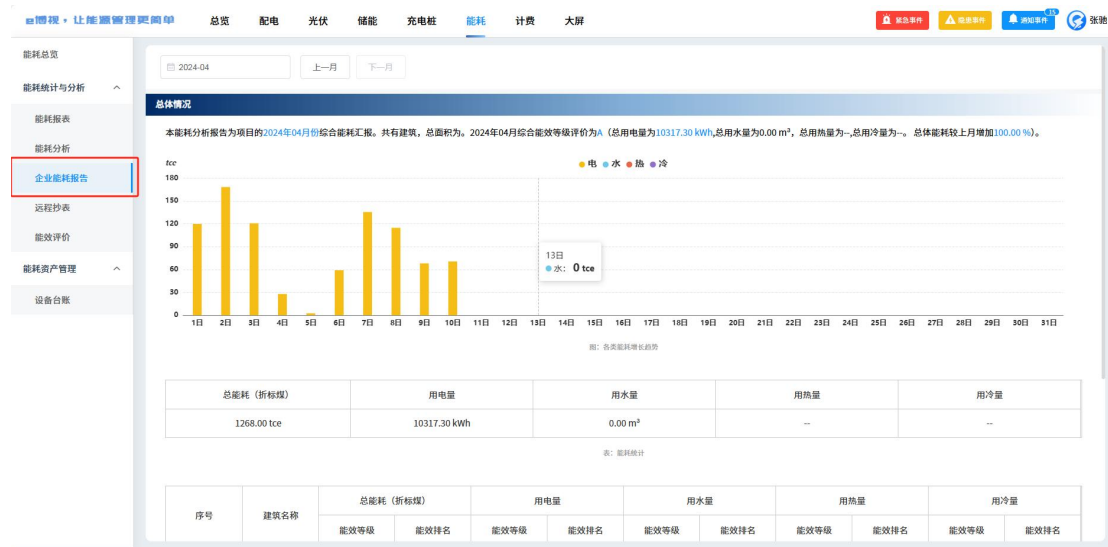 e博视·让能源管理更简单
总览 配电 光伏 储能 充电桩 能耗 计费 大屏
紧急事件 隐患事件 通知事件 15 张驰
能耗总览
能耗统计与分析
能耗报表
能耗分析
企业能耗报告
远程抄表
能效评价
能耗资产管理
设备台账
2024-04 上一月 下一月
总体情况
本能耗分析报告为项目的2024年04月份综合能耗汇报。共有建筑，总面积为。2024年04月综合能效等级评价为A（总用电量为10317.30 kWh,总用水量为0.00 m³，总用热量为--,总用冷量为--。 总体能耗较上月增加100.00 %）。
tce
电 水 热 冷
180
150
120
90
60
30
0
13日
水： 0 tce
1日 2日 3日 4日 5日 6日 7日 8日 9日 10日 11日 12日 13日 14日 15日 16日 17日 18日 19日 20日 21日 22日 23日 24日 25日 26日 27日 28日 29日 30日 31日
图：各类能耗增长趋势
总能耗（折标煤） 用电量 用水量 用热量 用冷量
1268.00 tce 10317.30 kWh 0.00 m³ -- --
表：能耗统计
序号 建筑名称 总能耗（折标煤） 用电量 用水量 用热量 用冷量
能效等级 能效排名 能效等级 能效排名 能效等级 能效排名 能效等级 能效排名 能效等级 能效排名